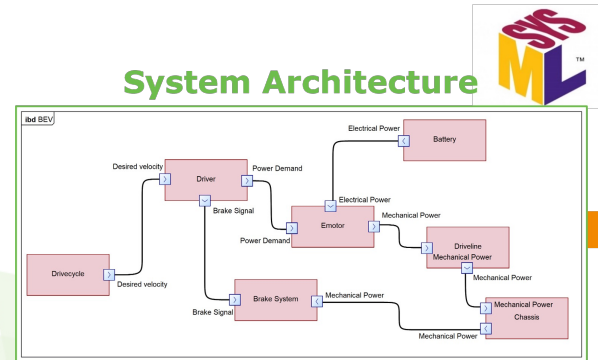 SYS
ML
TM
System Architecture
ibd BEV
Electrical Power
Battery
Desired velocity
Driver
Power Demand
Brake Signal
Electrical Power
Emotor
Mechanical Power
Power Demand
Driveline
Mechanical Power
Mechanical Power
Drivecycle
Desired velocity
Brake System
Mechanical Power
Brake Signal
Mechanical Power
Chassis
Mechanical Power